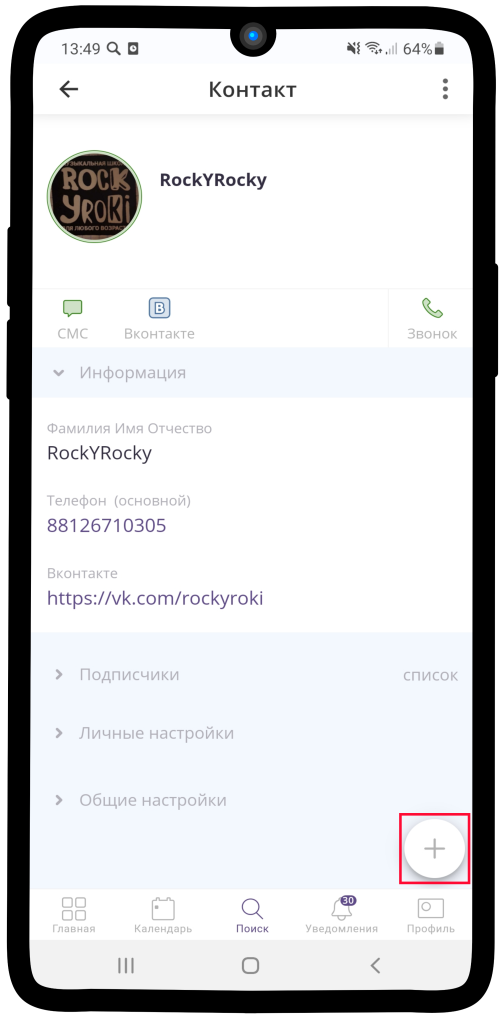 13:49
64%
Контакт
МУЗЫКАЛЬНАЯ ШКОЛА
ROCK
YROKI
ДЛЯ ЛЮБОГО ВОЗРАСТА
RockYRocky
СМС
Вконтакте
Звонок
Информация
Фамилия Имя Отчество
RockYRocky
Телефон (основной)
88126710305
Вконтакте
https://vk.com/rockyroki
Подписчики список
Личные настройки
Общие настройки
30
Главная Календарь Поиск Уведомления Профиль